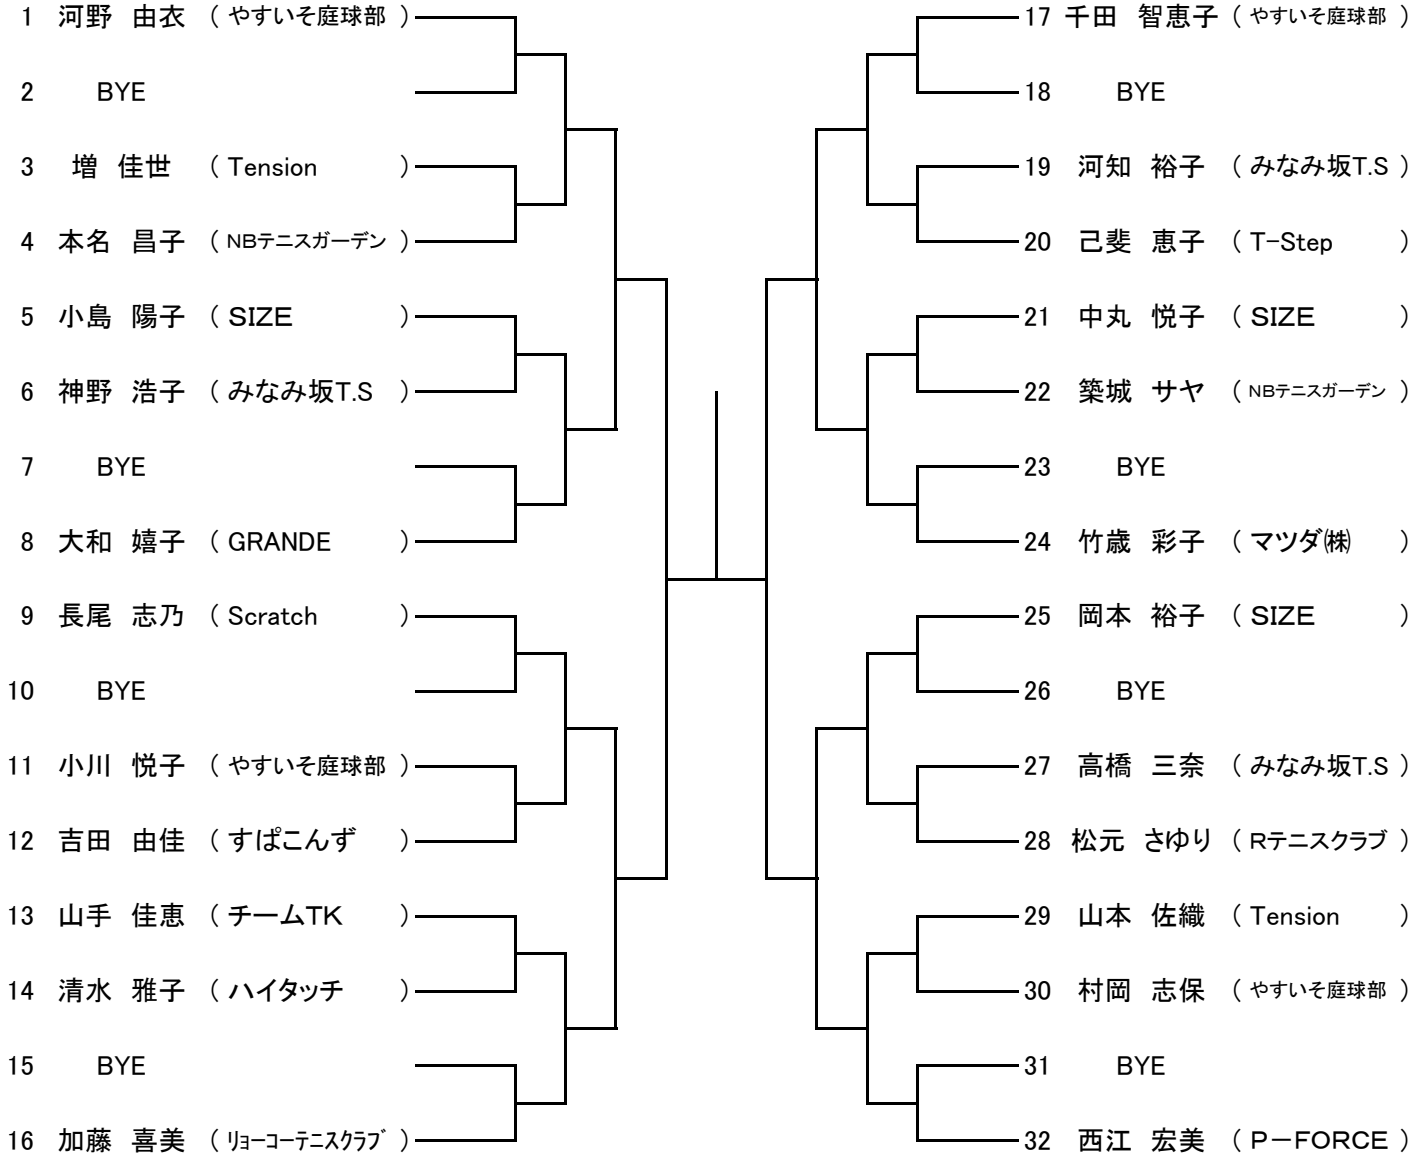 1 河野 由衣 ( やすいそ庭球部 )
2 BYE
3 増 佳世 ( Tension )
4 本名 昌子 ( NBテニスガーデン )
5 小島 陽子 ( SIZE )
6 神野 浩子 ( みなみ坂T.S )
7 BYE
8 大和 嬉子 ( GRANDE )
9 長尾 志乃 ( Scratch )
10 BYE
11 小川 悦子 ( やすいそ庭球部 )
12 吉田 由佳 ( すぱこんず )
13 山手 佳恵 ( チームTK )
14 清水 雅子 ( ハイタッチ )
15 BYE
16 加藤 喜美 ( ﾘｮｰｺｰﾃﾆｽｸﾗﾌﾞ )
17 千田 智恵子 ( やすいそ庭球部 )
18 BYE
19 河知 裕子 ( みなみ坂T.S )
20 己斐 恵子 ( T-Step )
21 中丸 悦子 ( SIZE )
22 築城 サヤ ( NBテニスガーデン )
23 BYE
24 竹歳 彩子 ( マツダ㈱ )
25 岡本 裕子 ( SIZE )
26 BYE
27 高橋 三奈 ( みなみ坂T.S )
28 松元 さゆり ( Rテニスクラブ )
29 山本 佐織 ( Tension )
30 村岡 志保 ( やすいそ庭球部 )
31 BYE
32 西江 宏美 ( P－FORCE )